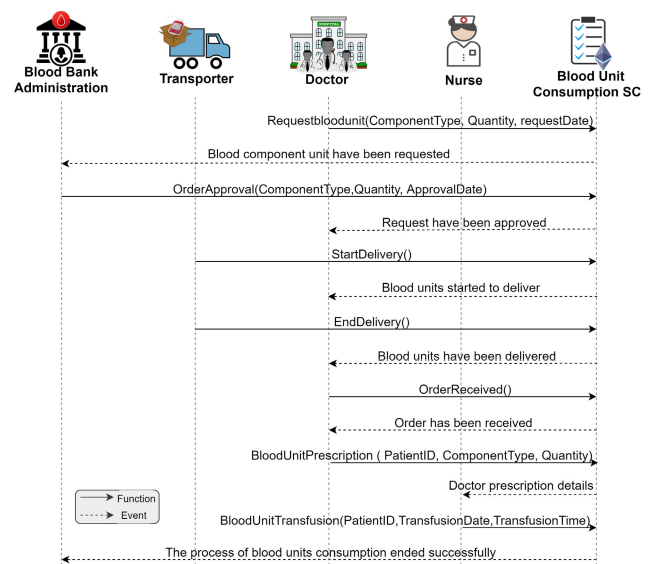 HOSPITAL
Blood Bank
Administration
Transporter
Doctor
Nurse
Blood Unit
Consumption SC
Requestbloodunit(ComponentType, Quantity, requestDate)
Blood component unit have been requested
OrderApproval(ComponentType,Quantity, ApprovalDate)
Request have been approved
StartDelivery()
Blood units started to deliver
EndDelivery()
Blood units have been delivered
OrderReceived()
Order has been received
BloodUnitPrescription ( PatientID, ComponentType, Quantity)
Doctor prescription details
Function
Event
BloodUnitTransfusion(PatientID,TransfusionDate,TransfusionTime)
The process of blood units consumption ended successfully